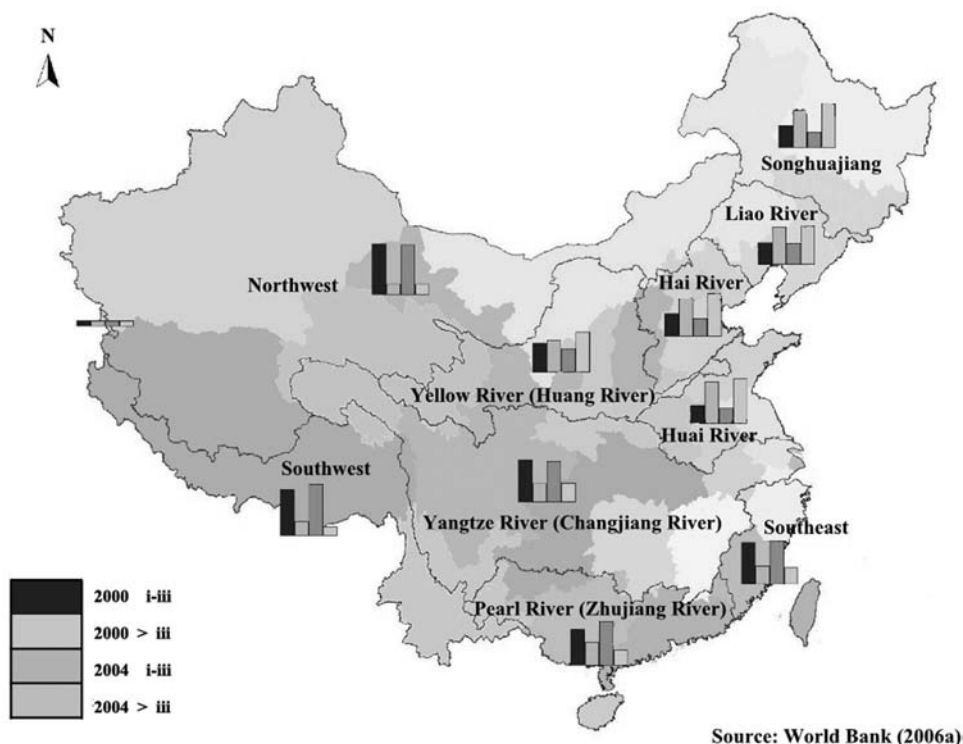 N
Songhuajiang
Liao River
Hai River
Northwest
Yellow River (Huang River)
Huai River
Southwest
Yangtze River (Changjiang River)
Southeast
Pearl River (Zhujiang River)
2000 i-iii
2000 > iii
2004 i-iii
2004 > iii
Source: World Bank (2006a)